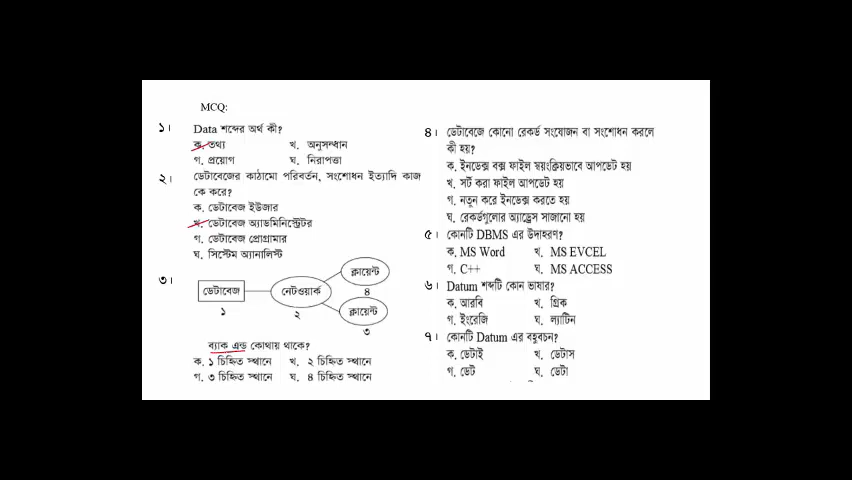 MCQ:
১। Data শব্দের অর্থ কী?
ক. তথ্য খ. অনুসন্ধান
গ. প্রয়োগ ঘ. নিরাপত্তা
২। ডেটাবেজের কাঠামো পরিবর্তন, সংশোধন ইত্যাদি কাজ
কে করে?
ক. ডেটাবেজ ইউজার
খ. ডেটাবেজ অ্যাডমিনিস্ট্রেটর
গ. ডেটাবেজ প্রোগ্রামার
ঘ. সিস্টেম অ্যানালিস্ট
৩।
ডেটাবেজ
১
নেটওয়ার্ক
২
ক্লায়েন্ট
৪
ক্লায়েন্ট
৩
ব্যাক এন্ড কোথায় থাকে?
ক. ১ চিহ্নিত স্থানে খ. ২ চিহ্নিত স্থানে
গ. ৩ চিহ্নিত স্থানে ঘ. ৪ চিহ্নিত স্থানে
৪। ডেটাবেজে কোনো রেকর্ড সংযোজন বা সংশোধন করলে
কী হয়?
ক. ইনডেক্স বক্স ফাইল স্বয়ংক্রিয়ভাবে আপডেট হয়
খ. সর্ট করা ফাইল আপডেট হয়
গ. নতুন করে ইনডেক্স করতে হয়
ঘ. রেকর্ডগুলোর অ্যাড্রেস সাজানো হয়
৫। কোনটি DBMS এর উদাহরণ?
ক. MS Word খ. MS EVCEL
গ. C++ ঘ. MS ACCESS
৬। Datum শব্দটি কোন ভাষার?
ক. আরবি খ. গ্রিক
গ. ইংরেজি ঘ. ল্যাটিন
৭। কোনটি Datum এর বহুবচন?
ক. ডেটাই খ. ডেটাস
গ. ডেট ঘ. ডেটা